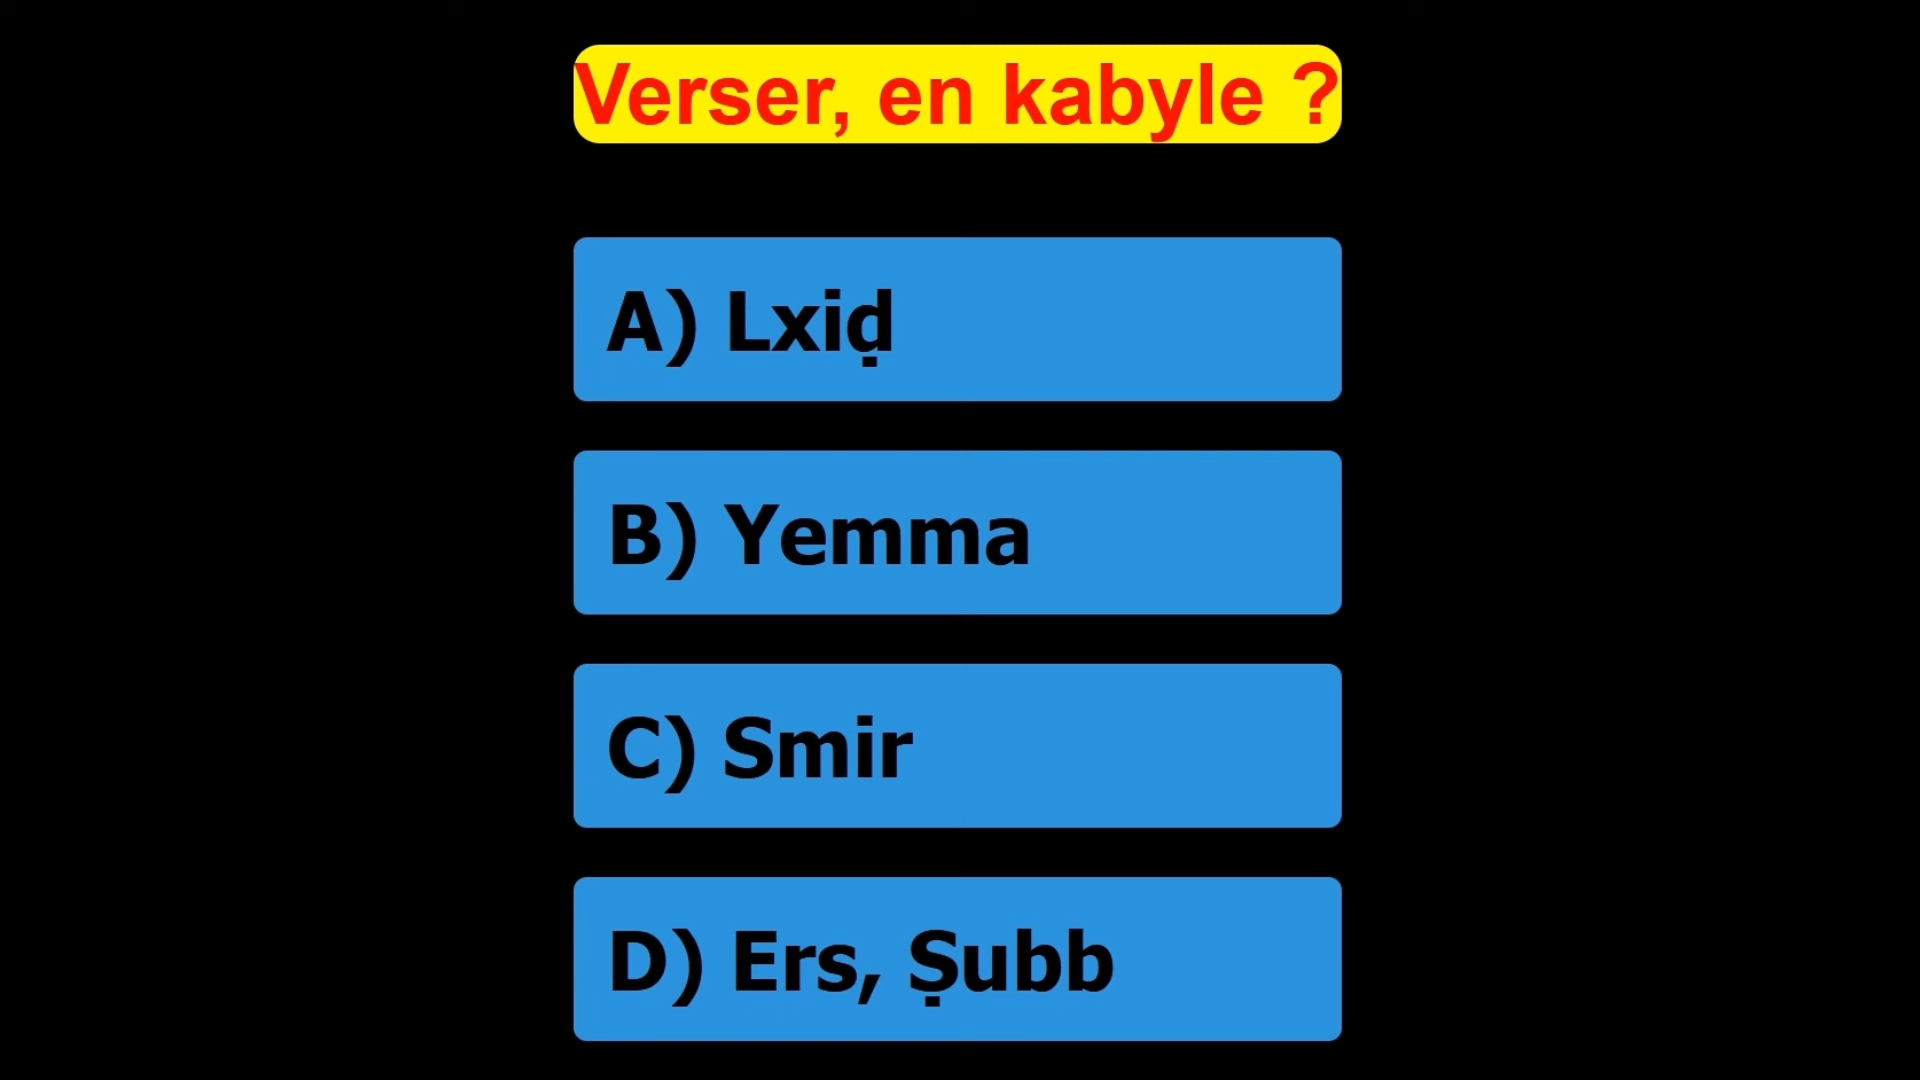 Verser, en kabyle ?
A) Lxiḍ
B) Yemma
C) Smir
D) Ers, Ṣubb